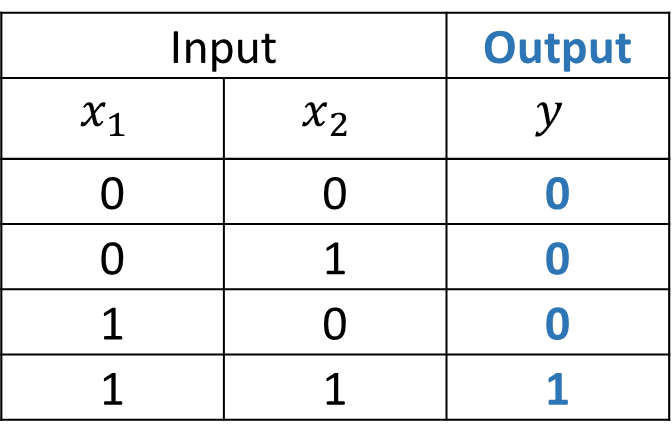 Input Output
x₁ x₂ y
0 0 0
0 1 0
1 0 0
1 1 1